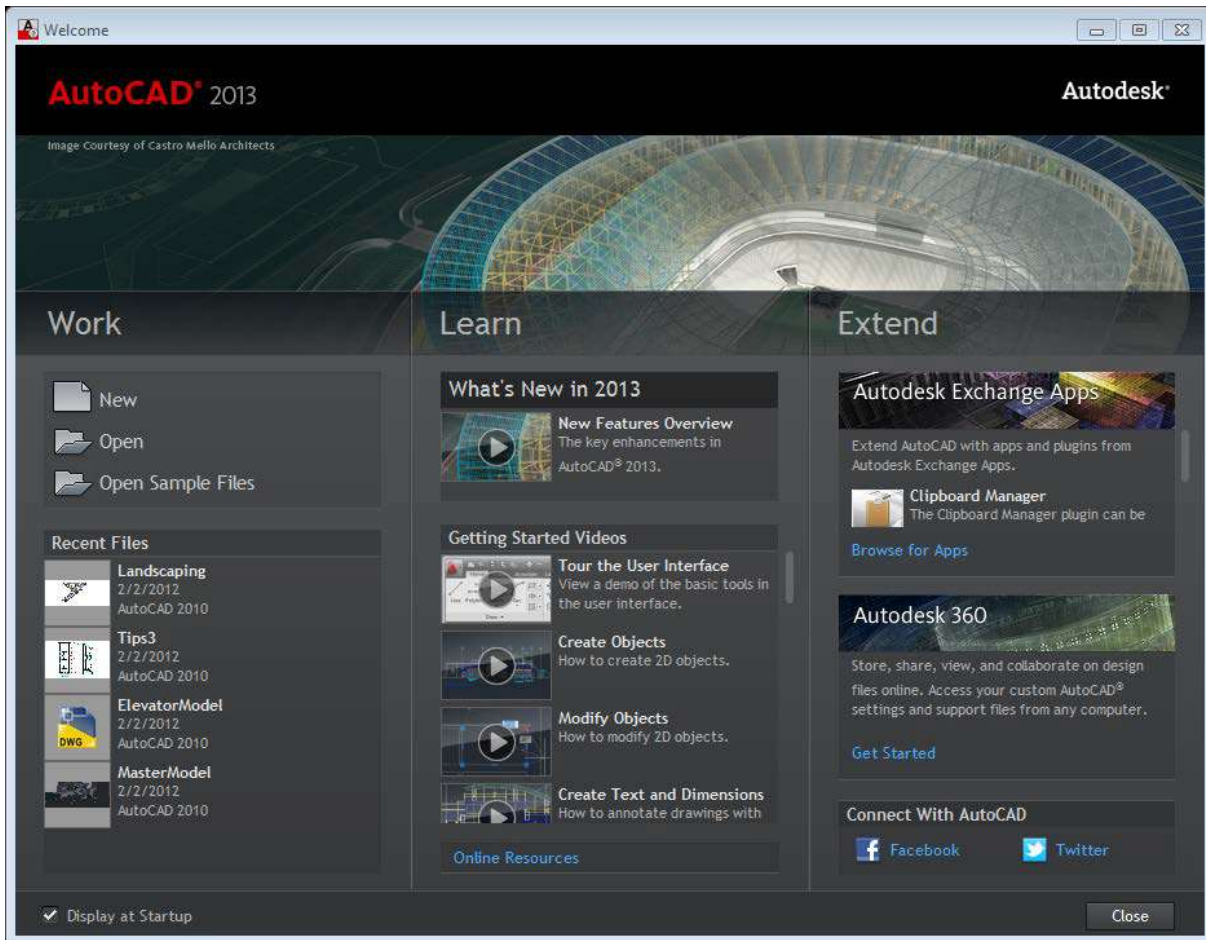 Welcome
AutoCAD® 2013
Autodesk®
Image Courtesy of Castro Mello Architects
Work
New
Open
Open Sample Files
Recent Files
Landscaping
2/2/2012
AutoCAD 2010
Tips3
2/2/2012
AutoCAD 2010
ElevatorModel
2/2/2012
AutoCAD 2010
DWG
MasterModel
2/2/2012
AutoCAD 2010
Learn
What's New in 2013
New Features Overview
The key enhancements in
AutoCAD® 2013.
Getting Started Videos
Tour the User Interface
View a demo of the basic tools in
the user interface.
Create Objects
How to create 2D objects.
Modify Objects
How to modify 2D objects.
Create Text and Dimensions
How to annotate drawings with
Online Resources
Extend
Autodesk Exchange Apps
Extend AutoCAD with apps and plugins from
Autodesk Exchange Apps.
Clipboard Manager
The Clipboard Manager plugin can be
Browse for Apps
Autodesk 360
Store, share, view, and collaborate on design
files online. Access your custom AutoCAD®
settings and support files from any computer.
Get Started
Connect With AutoCAD
Facebook
Twitter
Display at Startup
Close